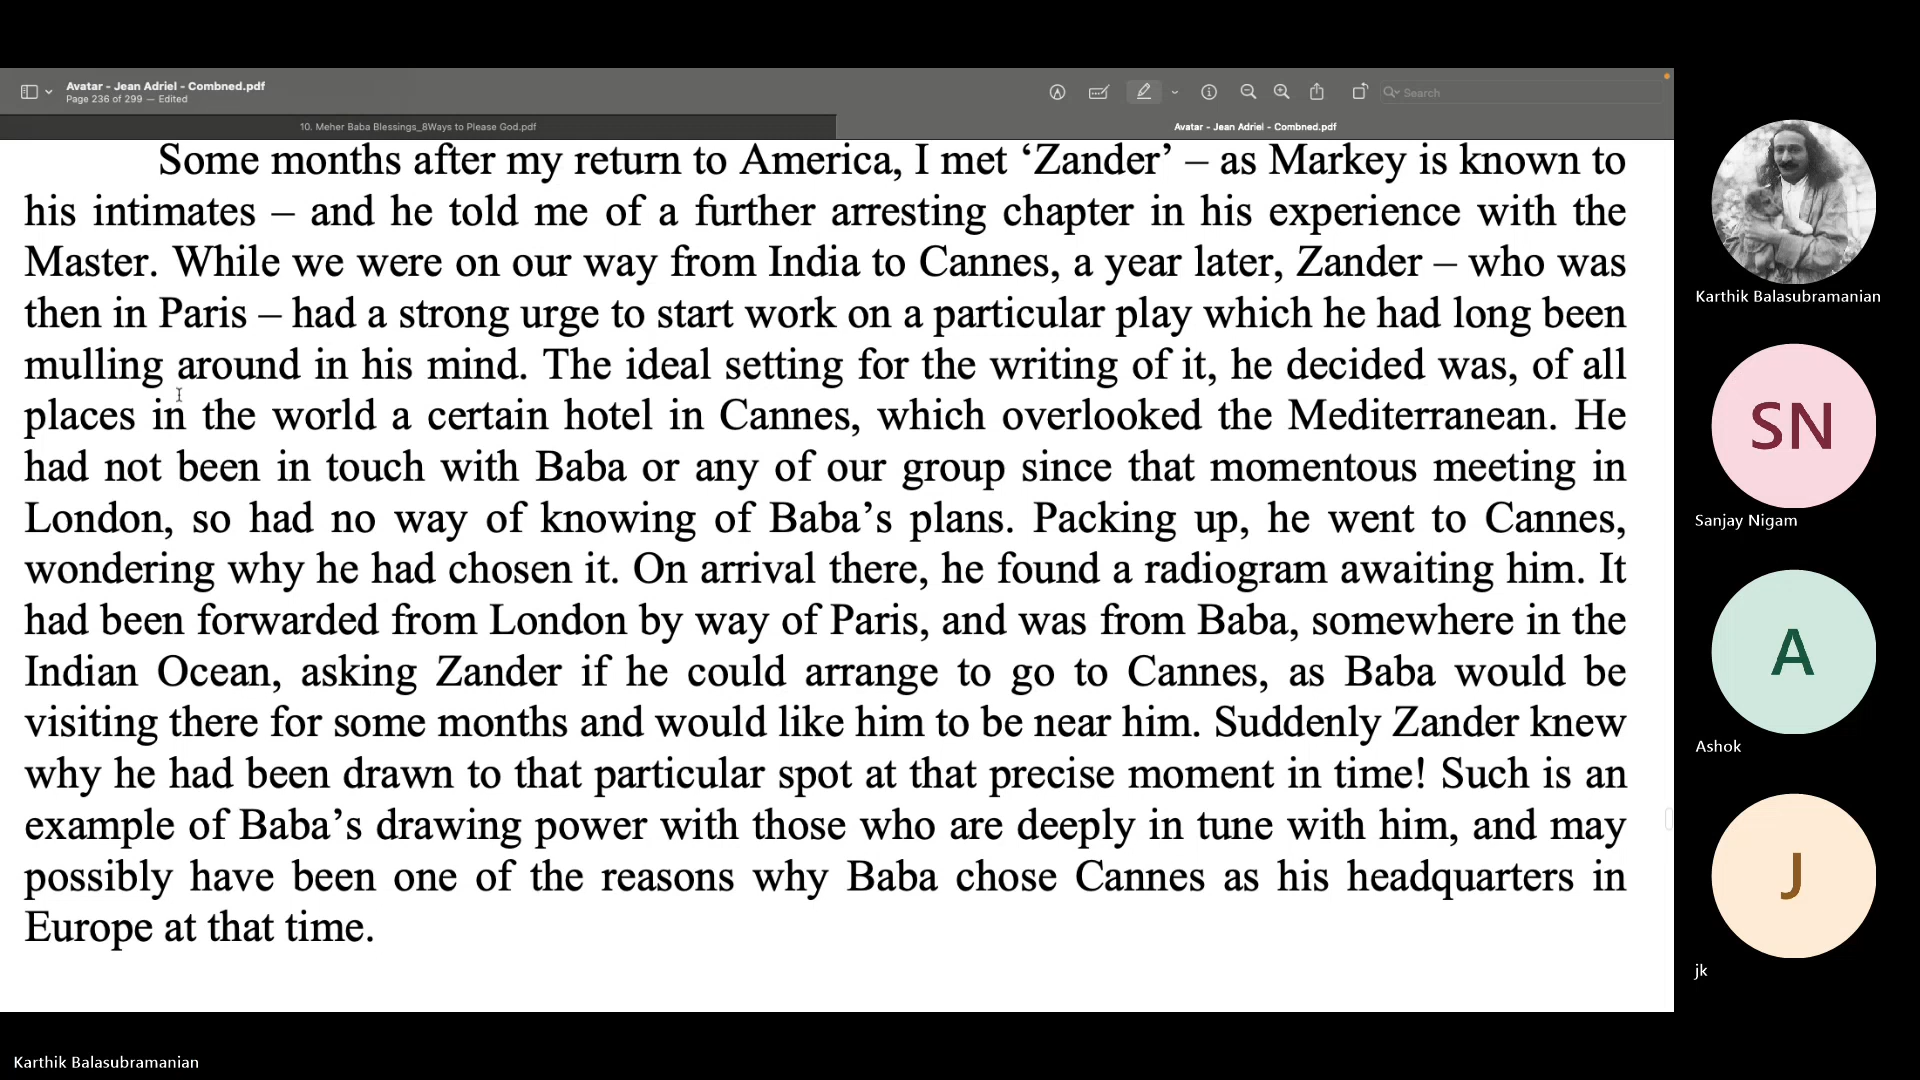 Avatar - Jean Adriel - Combned.pdf
Page 236 of 299 — Edited
Search
10. Meher Baba Blessings_8Ways to Please God.pdf
Avatar - Jean Adriel - Combned.pdf
Some months after my return to America, I met ‘Zander’ – as Markey is known to
his intimates – and he told me of a further arresting chapter in his experience with the
Master. While we were on our way from India to Cannes, a year later, Zander – who was
then in Paris – had a strong urge to start work on a particular play which he had long been
mulling around in his mind. The ideal setting for the writing of it, he decided was, of all
places in the world a certain hotel in Cannes, which overlooked the Mediterranean. He
had not been in touch with Baba or any of our group since that momentous meeting in
London, so had no way of knowing of Baba’s plans. Packing up, he went to Cannes,
wondering why he had chosen it. On arrival there, he found a radiogram awaiting him. It
had been forwarded from London by way of Paris, and was from Baba, somewhere in the
Indian Ocean, asking Zander if he could arrange to go to Cannes, as Baba would be
visiting there for some months and would like him to be near him. Suddenly Zander knew
why he had been drawn to that particular spot at that precise moment in time! Such is an
example of Baba’s drawing power with those who are deeply in tune with him, and may
possibly have been one of the reasons why Baba chose Cannes as his headquarters in
Europe at that time.
Karthik Balasubramanian
SN
Sanjay Nigam
A
Ashok
J
jk
Karthik Balasubramanian